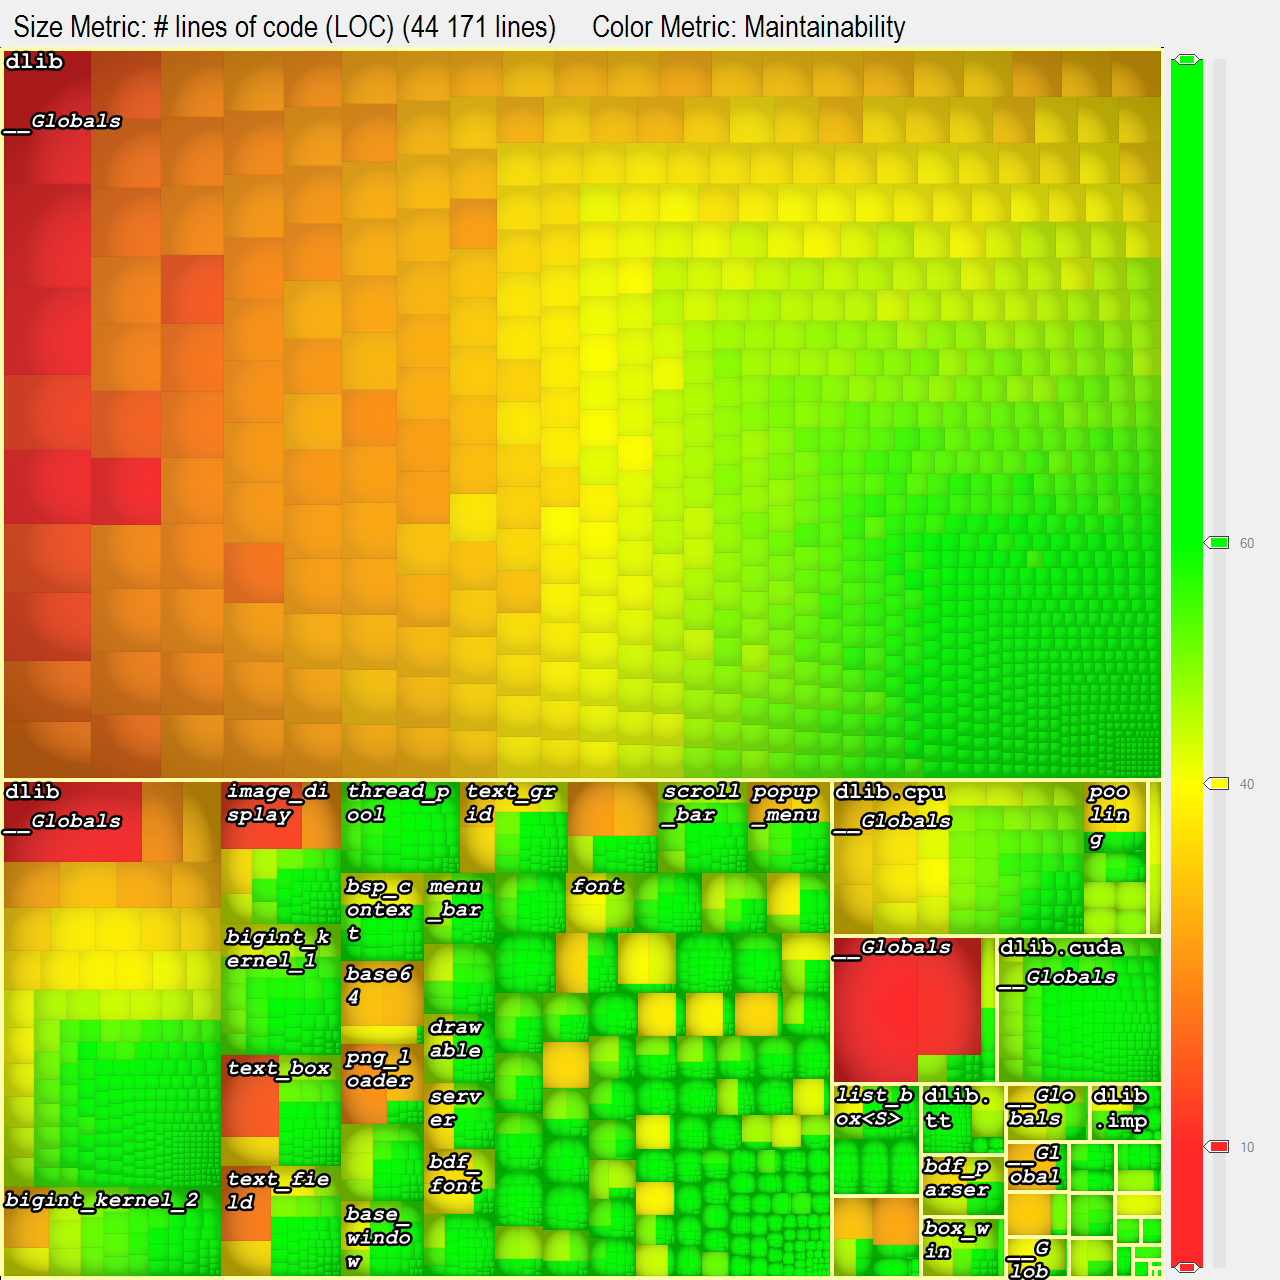 Size Metric: # lines of code (LOC) (44 171 lines) Color Metric: Maintainability
dlib
__Globals
60
40
10
dlib
__Globals
image_di
splay
thread_p
ool
text_gr
id
scroll
_bar
popup
_menu
dlib.cpu
__Globals
poo
lin
g
bsp_c
ontex
t
menu
_bar
font
bigint_k
ernel_1
base6
4
__Globals
dlib.cuda
__Globals
draw
able
text_box
png_l
oader
serv
er
list_b
ox<S>
dlib.
tt
__Glo
bals
dlib
.imp
text_fie
ld
bdf_
font
bdf_p
arser
__Gl
obal
bigint_kernel_2
base_
windo
w
box_w
in
__G
lob